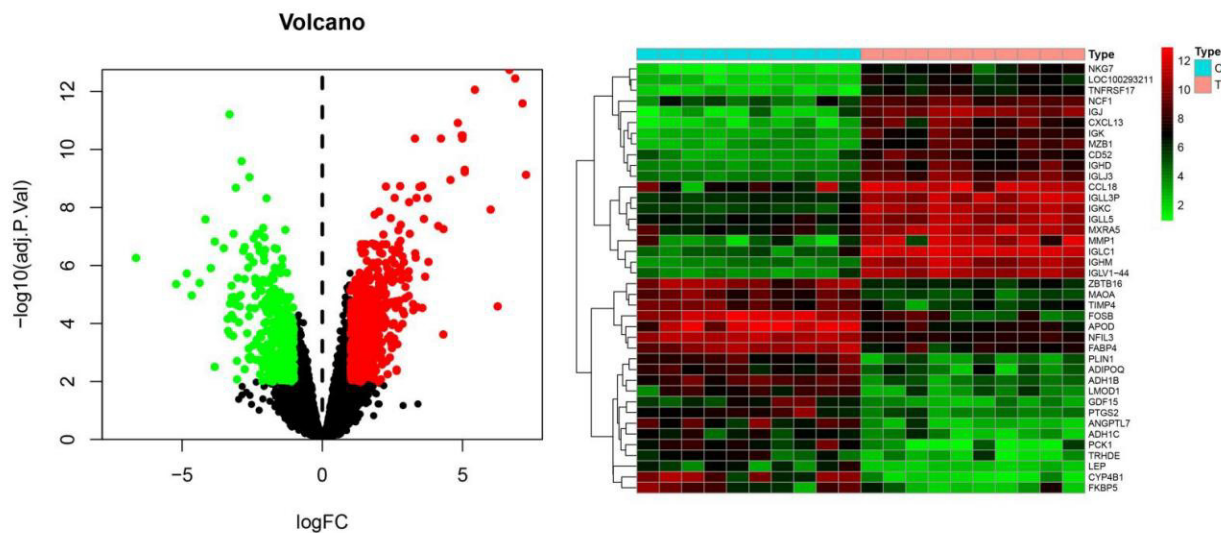 Volcano
−log10(adj.P.Val)
12
10
8
6
4
2
0
−5
0
5
logFC
Type
NKG7
LOC100293211
TNFRSF17
NCF1
IGJ
CXCL13
IGK
MZB1
CD52
IGHD
IGLJ3
CCL18
IGLL3P
IGKC
IGLL5
MXRA5
MMP1
IGLC1
IGHM
IGLV1−44
ZBTB16
MAOA
TIMP4
FOSB
APOD
NFIL3
FABP4
PLIN1
ADIPOQ
ADH1B
LMOD1
GDF15
PTGS2
ANGPTL7
ADH1C
PCK1
TRHDE
LEP
CYP4B1
FKBP5
12
10
8
6
4
2
Type
C
T